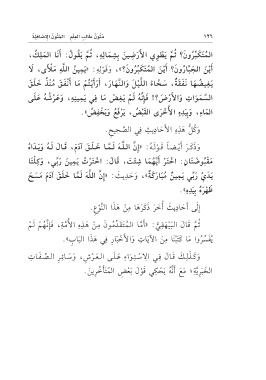 ١٢٦ متون طالب العلم - المتون الإضافيّة
المُتَكَبِّرُونَ؟ ثُمَّ يَطْوِي الأَرَضِينَ بِشِمَالِهِ، ثُمَّ يَقُولُ: أَنَا المَلِكُ،
أَيْنَ الجَبَّارُونَ؟ أَيْنَ المُتَكَبِّرُونَ؟»، وَقَوْلِهِ: «يَمِينُ اللَّهِ مَلْأَى، لَا
يَغِيضُهَا نَفَقَةٌ، سَحَّاءُ اللَّيْلَ وَالنَّهَارَ، أَرَأَيْتُمْ مَا أَنْفَقَ مُنْذُ خَلَقَ
السَّمَوَاتِ وَالأَرْضَ؟! فَإِنَّهُ لَمْ يَغِضْ مَا فِي يَمِينِهِ، وَعَرْشُهُ عَلَى
المَاءِ، وَبِيَدِهِ الأُخْرَى القَبْضُ، يَرْفَعُ وَيَخْفِضُ».
وَكُلُّ هَذِهِ الأَحَادِيثِ فِي الصَّحِيحِ.
وَذَكَرَ أَيْضاً قَوْلَهُ: «إِنَّ اللَّهَ لَمَّا خَلَقَ آدَمَ، قَالَ لَهُ وَيَدَاهُ
مَقْبُوضَتَانِ: اخْتَرْ أَيَّهُمَا شِئْتَ، قَالَ: اخْتَرْتُ يَمِينَ رَبِّي، وَكِلْتَا
يَدَيْ رَبِّي يَمِينٌ مُبَارَكَةٌ»، وَحَدِيثَ: «إِنَّ اللَّهَ لَمَّا خَلَقَ آدَمَ مَسَحَ
ظَهْرَهُ بِيَدِهِ».
إِلَى أَحَادِيثَ أُخَرَ ذَكَرَهَا مِنْ هَذَا النَّوْعِ.
ثُمَّ قَالَ البَيْهَقِيُّ: «أَمَّا المُتَقَدِّمُونَ مِنْ هَذِهِ الأُمَّةِ، فَإِنَّهُمْ لَمْ
يُفَسِّرُوا مَا كَتَبْنَا مِنَ الآيَاتِ وَالأَخْبَارِ فِي هَذَا البَابِ».
وَكَذَلِكَ قَالَ فِي الِاسْتِوَاءِ عَلَى العَرْشِ، وَسَائِرِ الصِّفَاتِ
الخَبَرِيَّةِ؛ مَعَ أَنَّهُ يَحْكِي قَوْلَ بَعْضِ المُتَأَخِّرِينَ.